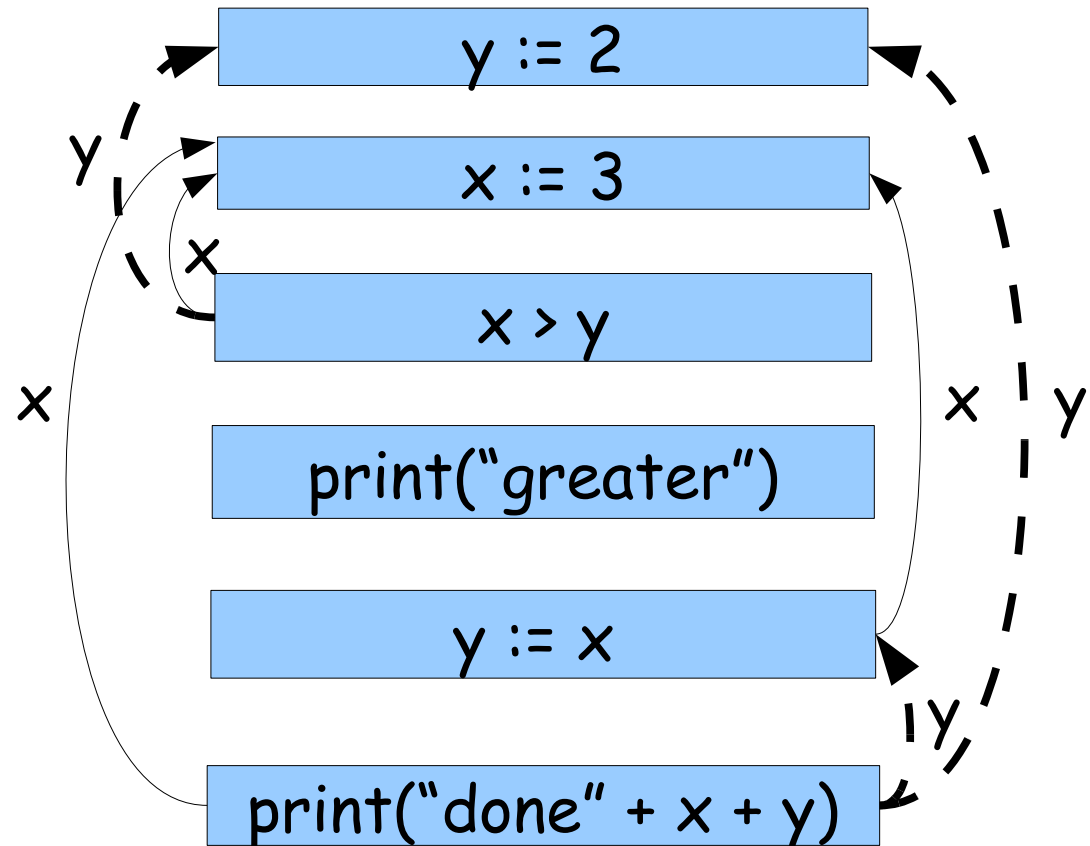 y := 2
y
x := 3
x
x > y
x
x
y
print(“greater”)
y := x
y
print(“done” + x + y)